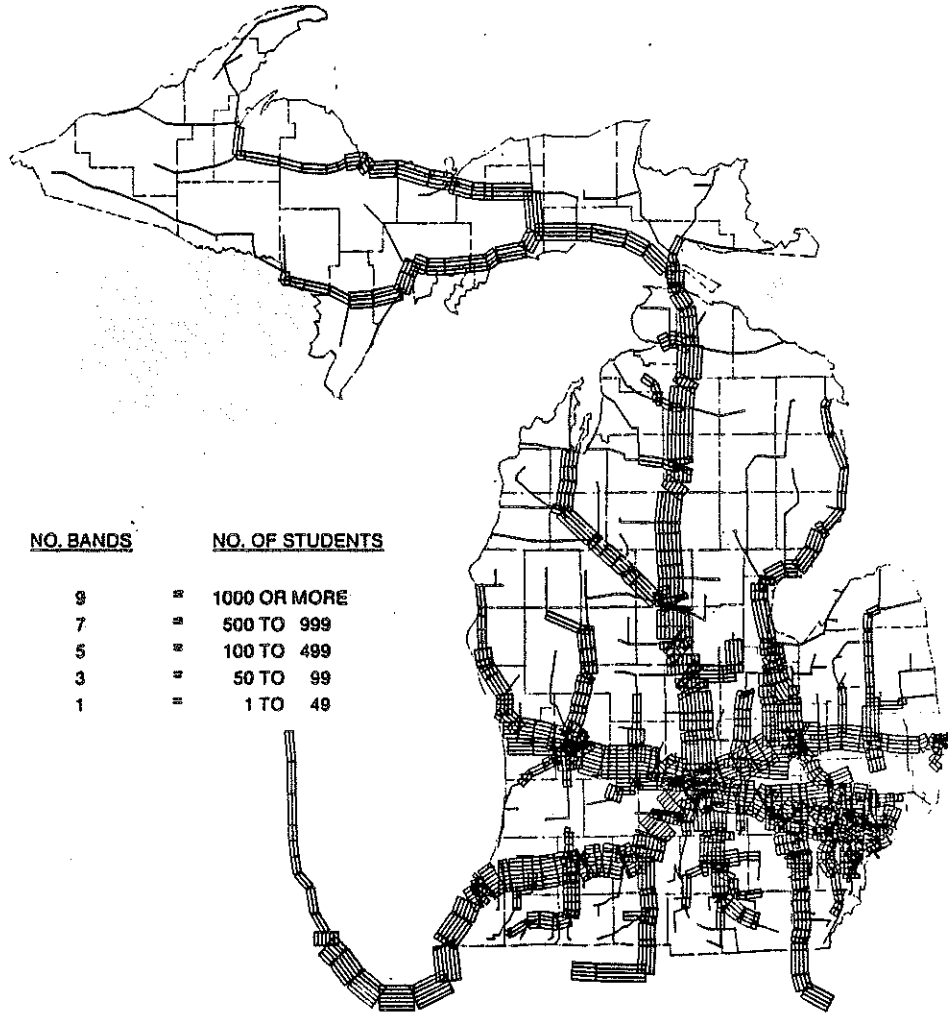 NO. BANDS NO. OF STUDENTS
9 = 1000 OR MORE
7 = 500 TO 999
5 = 100 TO 499
3 = 50 TO 99
1 = 1 TO 49